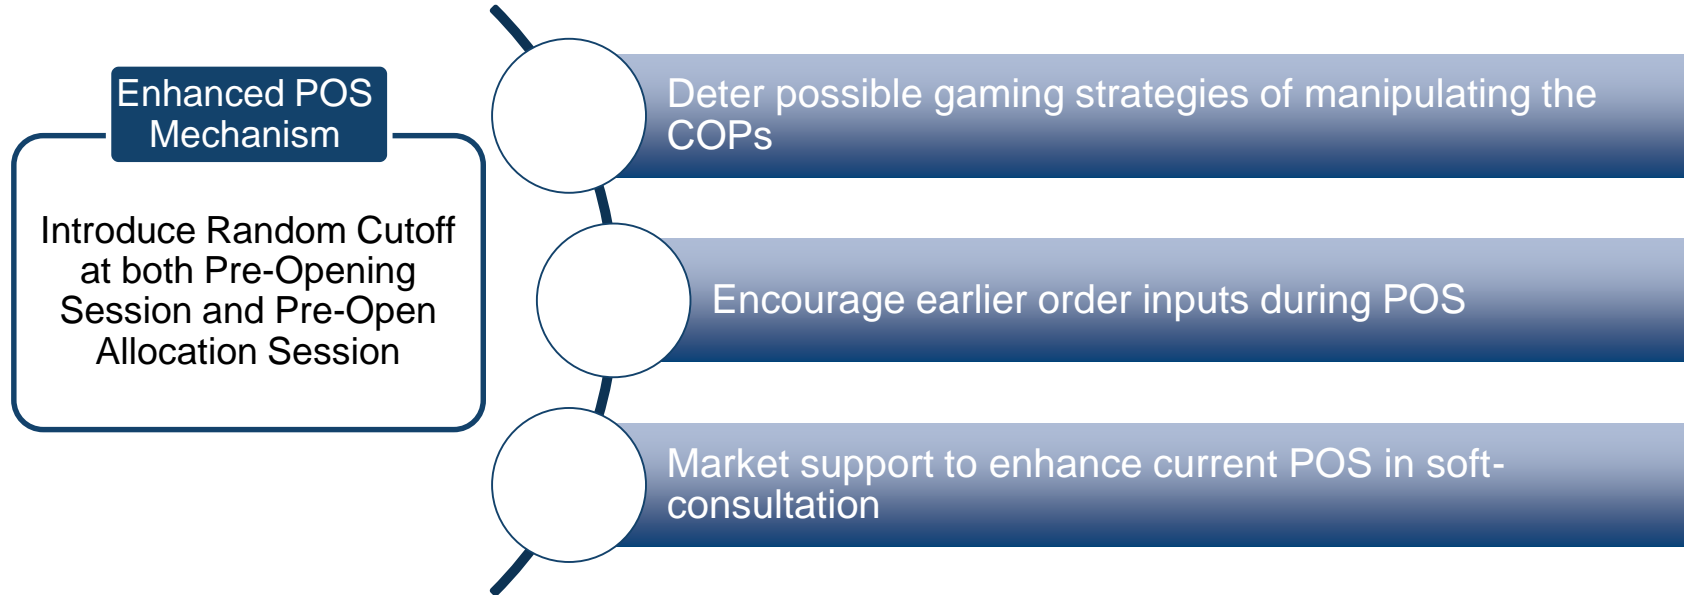 Enhanced POS
Mechanism
Introduce Random Cutoff
at both Pre-Opening
Session and Pre-Open
Allocation Session
Deter possible gaming strategies of manipulating the
COPs
Encourage earlier order inputs during POS
Market support to enhance current POS in soft-
consultation